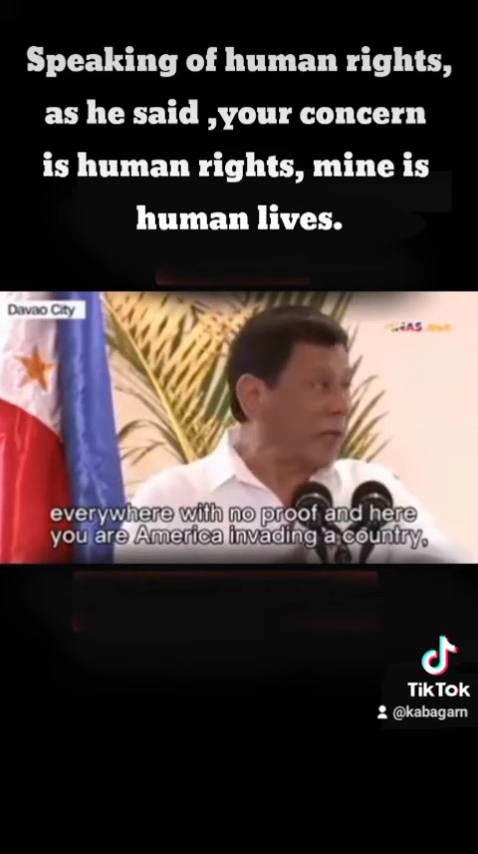 Speaking of human rights,
as he said ,your concern
is human rights, mine is
human lives.
Davao City
everywhere with no proof and here
you are America invading a country,
TikTok
@kabagarn